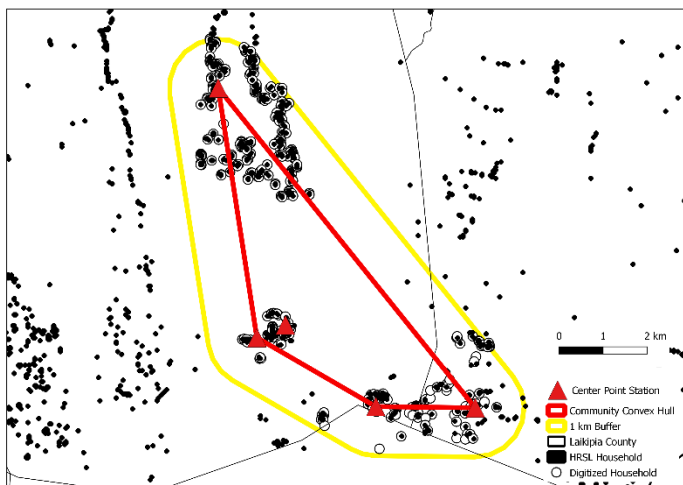 0 1 2 km
Center Point Station
Community Convex Hull
1 km Buffer
Laikipia County
HRSL Household
Digitized Household